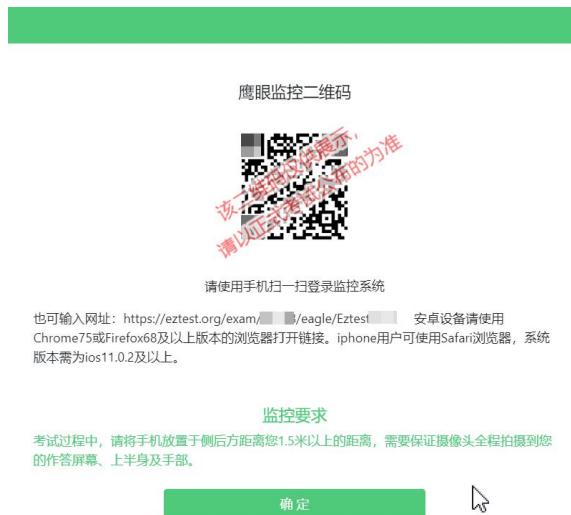 鹰眼监控二维码
该二维码仅供展示，
请以正式考试公布的为准
请使用手机扫一扫登录监控系统
也可输入网址：https://eztest.org/exam/ /eagle/Eztest 安卓设备请使用
Chrome75或Firefox68及以上版本的浏览器打开链接。iphone用户可使用Safari浏览器，系统
版本需为ios11.0.2及以上。
监控要求
考试过程中，请将手机放置于侧后方距离您1.5米以上的距离，需要保证摄像头全程拍摄到您
的作答屏幕、上半身及手部。
确定